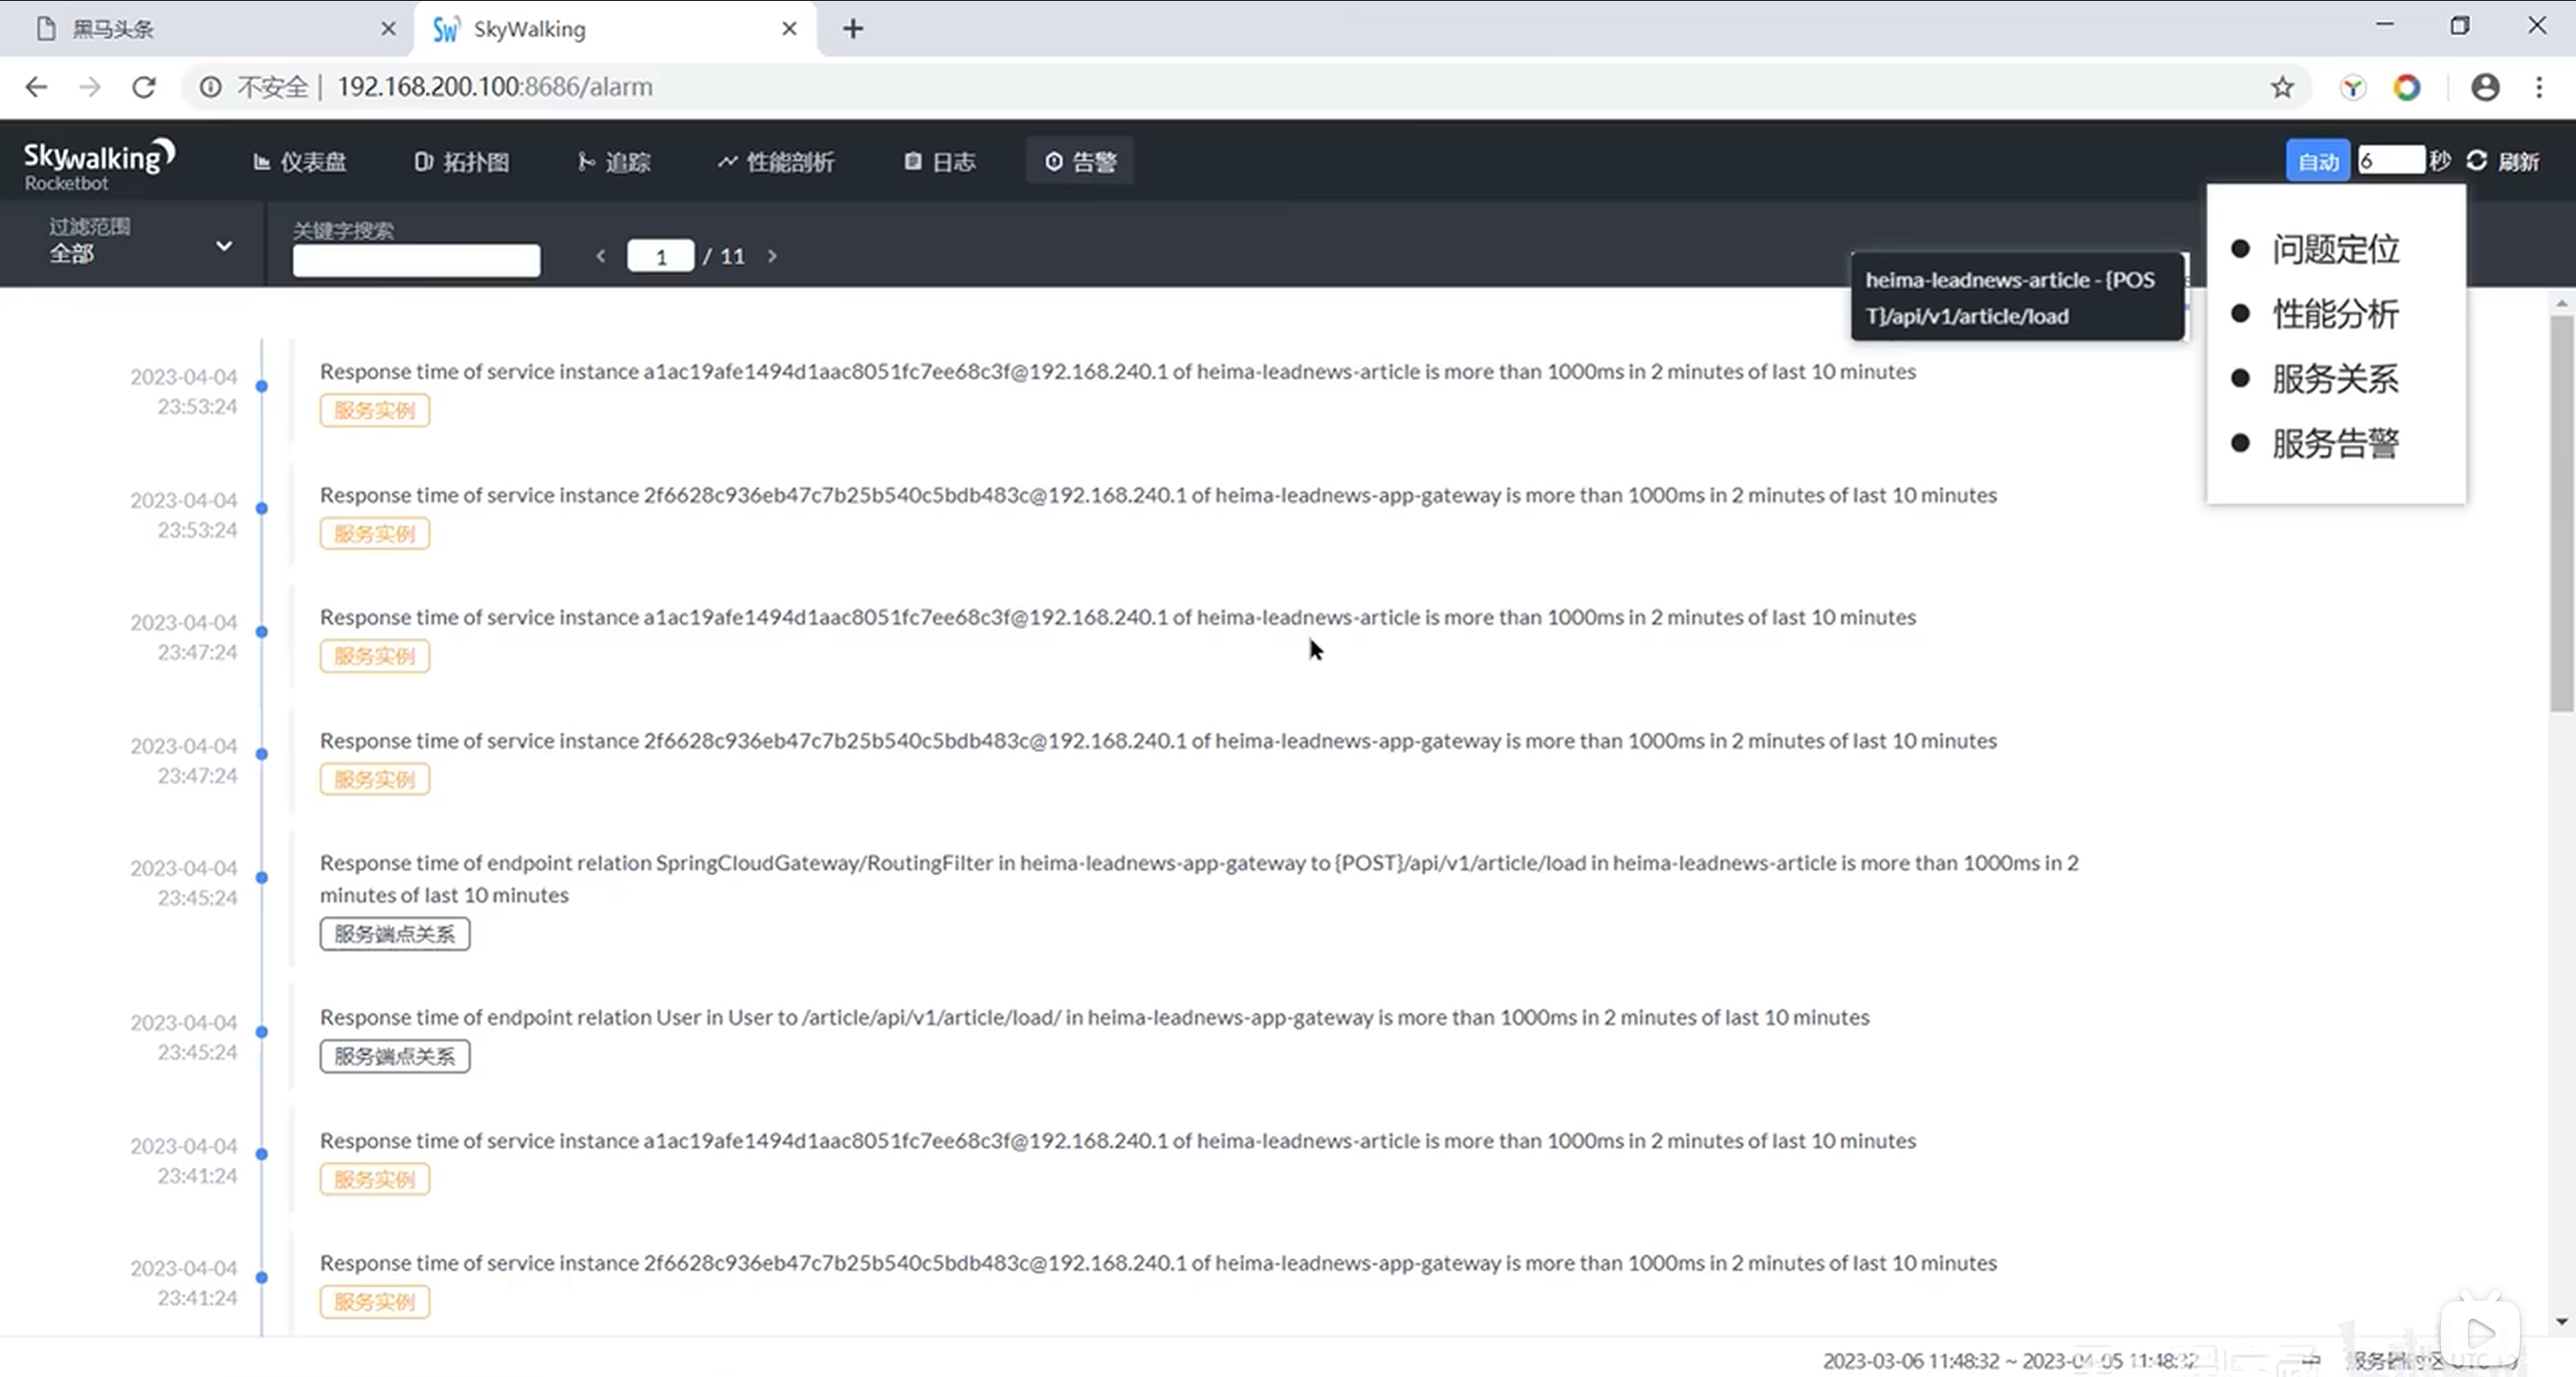 黑马头条
SkyWalking
不安全 | 192.168.200.100:8686/alarm
Skywalking
Rocketbot
仪表盘
拓扑图
追踪
性能剖析
日志
告警
自动 6 秒 刷新
过滤范围
全部
关键字搜索
1 / 11
heima-leadnews-article - {POS
T}/api/v1/article/load
问题定位
性能分析
服务关系
服务告警
2023-04-04
23:53:24
Response time of service instance a1ac19afe1494d1aac8051fc7ee68c3f@192.168.240.1 of heima-leadnews-article is more than 1000ms in 2 minutes of last 10 minutes
服务实例
2023-04-04
23:53:24
Response time of service instance 2f6628c936eb47c7b25b540c5bdb483c@192.168.240.1 of heima-leadnews-app-gateway is more than 1000ms in 2 minutes of last 10 minutes
服务实例
2023-04-04
23:47:24
Response time of service instance a1ac19afe1494d1aac8051fc7ee68c3f@192.168.240.1 of heima-leadnews-article is more than 1000ms in 2 minutes of last 10 minutes
服务实例
2023-04-04
23:47:24
Response time of service instance 2f6628c936eb47c7b25b540c5bdb483c@192.168.240.1 of heima-leadnews-app-gateway is more than 1000ms in 2 minutes of last 10 minutes
服务实例
2023-04-04
23:45:24
Response time of endpoint relation SpringCloudGateway/RoutingFilter in heima-leadnews-app-gateway to {POST}/api/v1/article/load in heima-leadnews-article is more than 1000ms in 2
minutes of last 10 minutes
服务端点关系
2023-04-04
23:45:24
Response time of endpoint relation User in User to /article/api/v1/article/load/ in heima-leadnews-app-gateway is more than 1000ms in 2 minutes of last 10 minutes
服务端点关系
2023-04-04
23:41:24
Response time of service instance a1ac19afe1494d1aac8051fc7ee68c3f@192.168.240.1 of heima-leadnews-article is more than 1000ms in 2 minutes of last 10 minutes
服务实例
2023-04-04
23:41:24
Response time of service instance 2f6628c936eb47c7b25b540c5bdb483c@192.168.240.1 of heima-leadnews-app-gateway is more than 1000ms in 2 minutes of last 10 minutes
服务实例
2023-03-06 11:48:32 ~ 2023-04-05 11:48:32